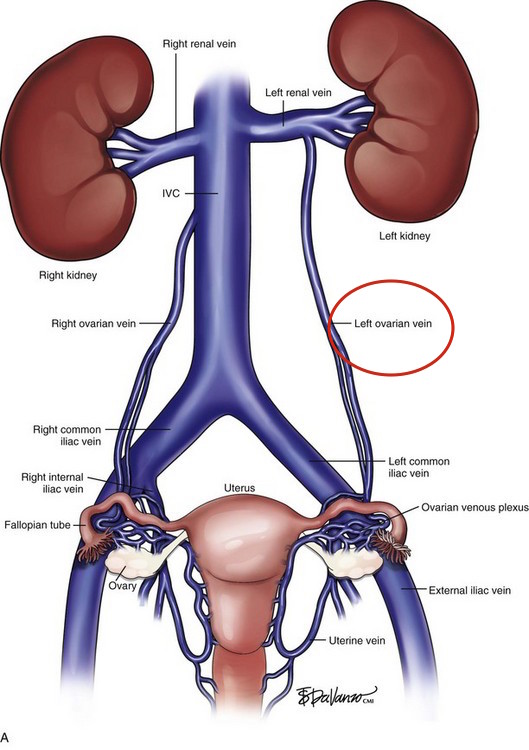 Right renal vein
Left renal vein
IVC
Left kidney
Right kidney
Right ovarian vein
Left ovarian vein
Right common
iliac vein
Left common
iliac vein
Right internal
iliac vein
Uterus
Ovarian venous plexus
Fallopian tube
Ovary
External iliac vein
Uterine vein
DaVanzo CMI
A